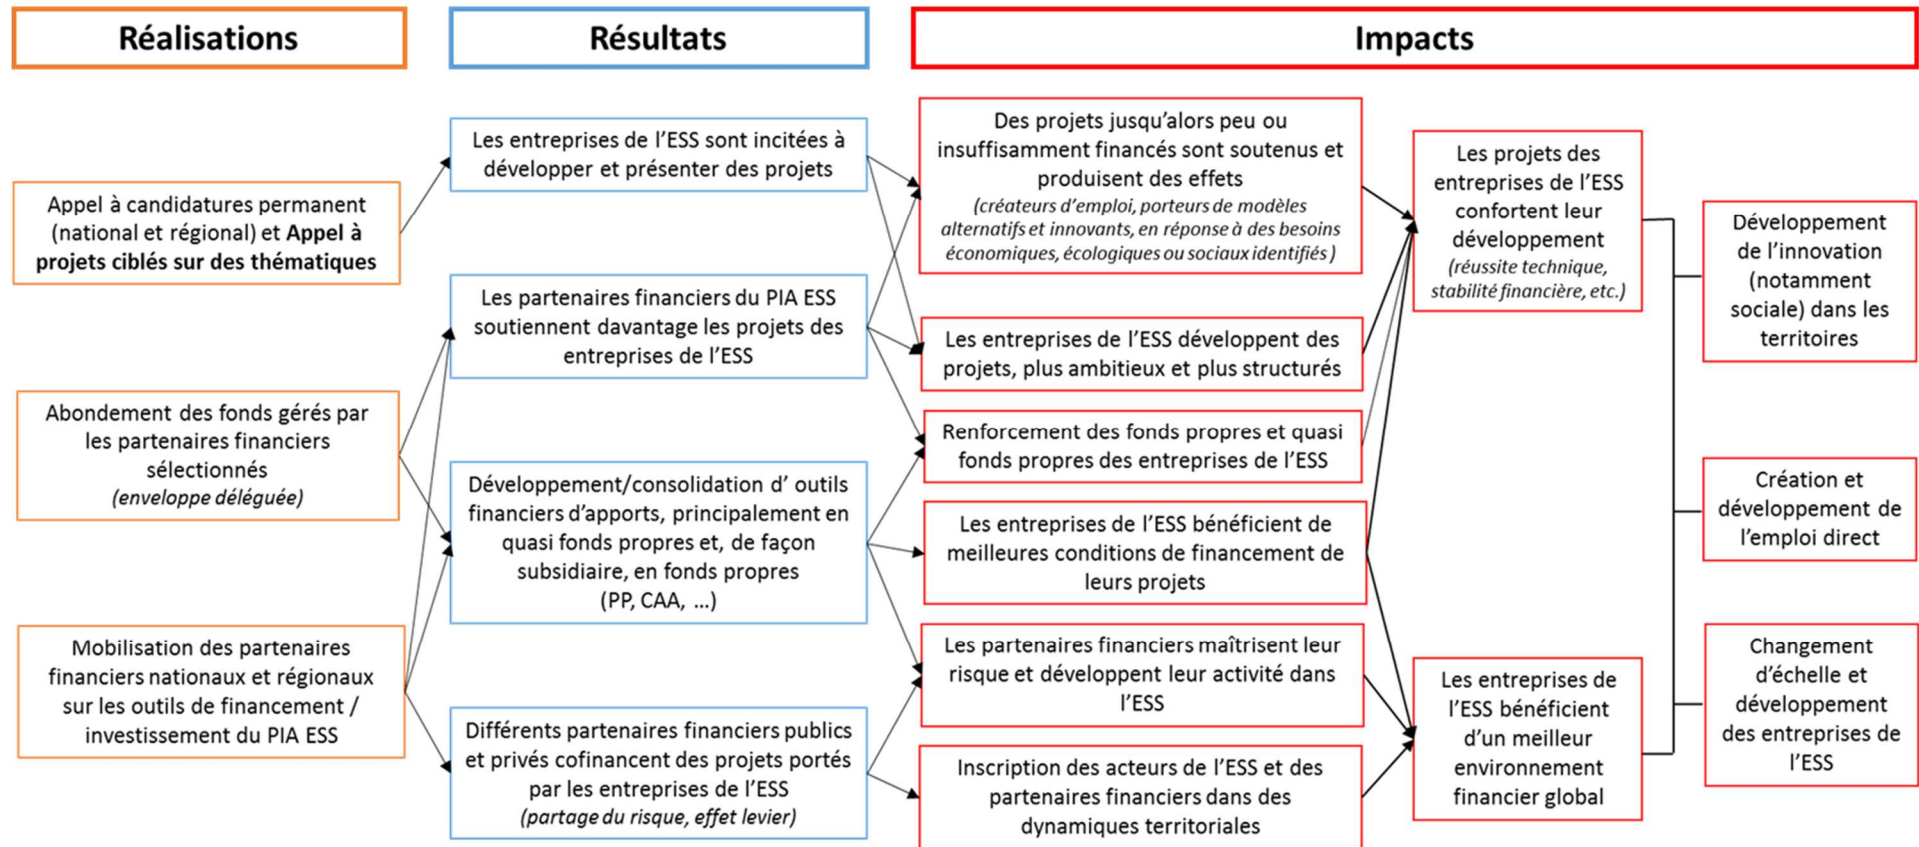 Réalisations
Résultats
Impacts
Appel à candidatures permanent
(national et régional) et Appel à
projets ciblés sur des thématiques
Abondement des fonds gérés par
les partenaires financiers
sélectionnés
(enveloppe déléguée)
Mobilisation des partenaires
financiers nationaux et régionaux
sur les outils de financement /
investissement du PIA ESS
Les entreprises de l’ESS sont incitées à
développer et présenter des projets
Les partenaires financiers du PIA ESS
soutiennent davantage les projets des
entreprises de l’ESS
Développement/consolidation d’ outils
financiers d’apports, principalement en
quasi fonds propres et, de façon
subsidiaire, en fonds propres
(PP, CAA, ...)
Différents partenaires financiers publics
et privés cofinancent des projets portés
par les entreprises de l’ESS
(partage du risque, effet levier)
Des projets jusqu’alors peu ou
insuffisamment financés sont soutenus et
produisent des effets
(créateurs d’emploi, porteurs de modèles
alternatifs et innovants, en réponse à des besoins
économiques, écologiques ou sociaux identifiés )
Les entreprises de l’ESS développent des
projets, plus ambitieux et plus structurés
Renforcement des fonds propres et quasi
fonds propres des entreprises de l’ESS
Les entreprises de l’ESS bénéficient de
meilleures conditions de financement de
leurs projets
Les partenaires financiers maîtrisent leur
risque et développent leur activité dans
l’ESS
Inscription des acteurs de l’ESS et des
partenaires financiers dans des
dynamiques territoriales
Les projets des
entreprises de l’ESS
confortent leur
développement
(réussite technique,
stabilité financière, etc.)
Les entreprises de
l’ESS bénéficient
d’un meilleur
environnement
financier global
Développement
de l’innovation
(notamment
sociale) dans les
territoires
Création et
développement de
l’emploi direct
Changement
d’échelle et
développement
des entreprises de
l’ESS